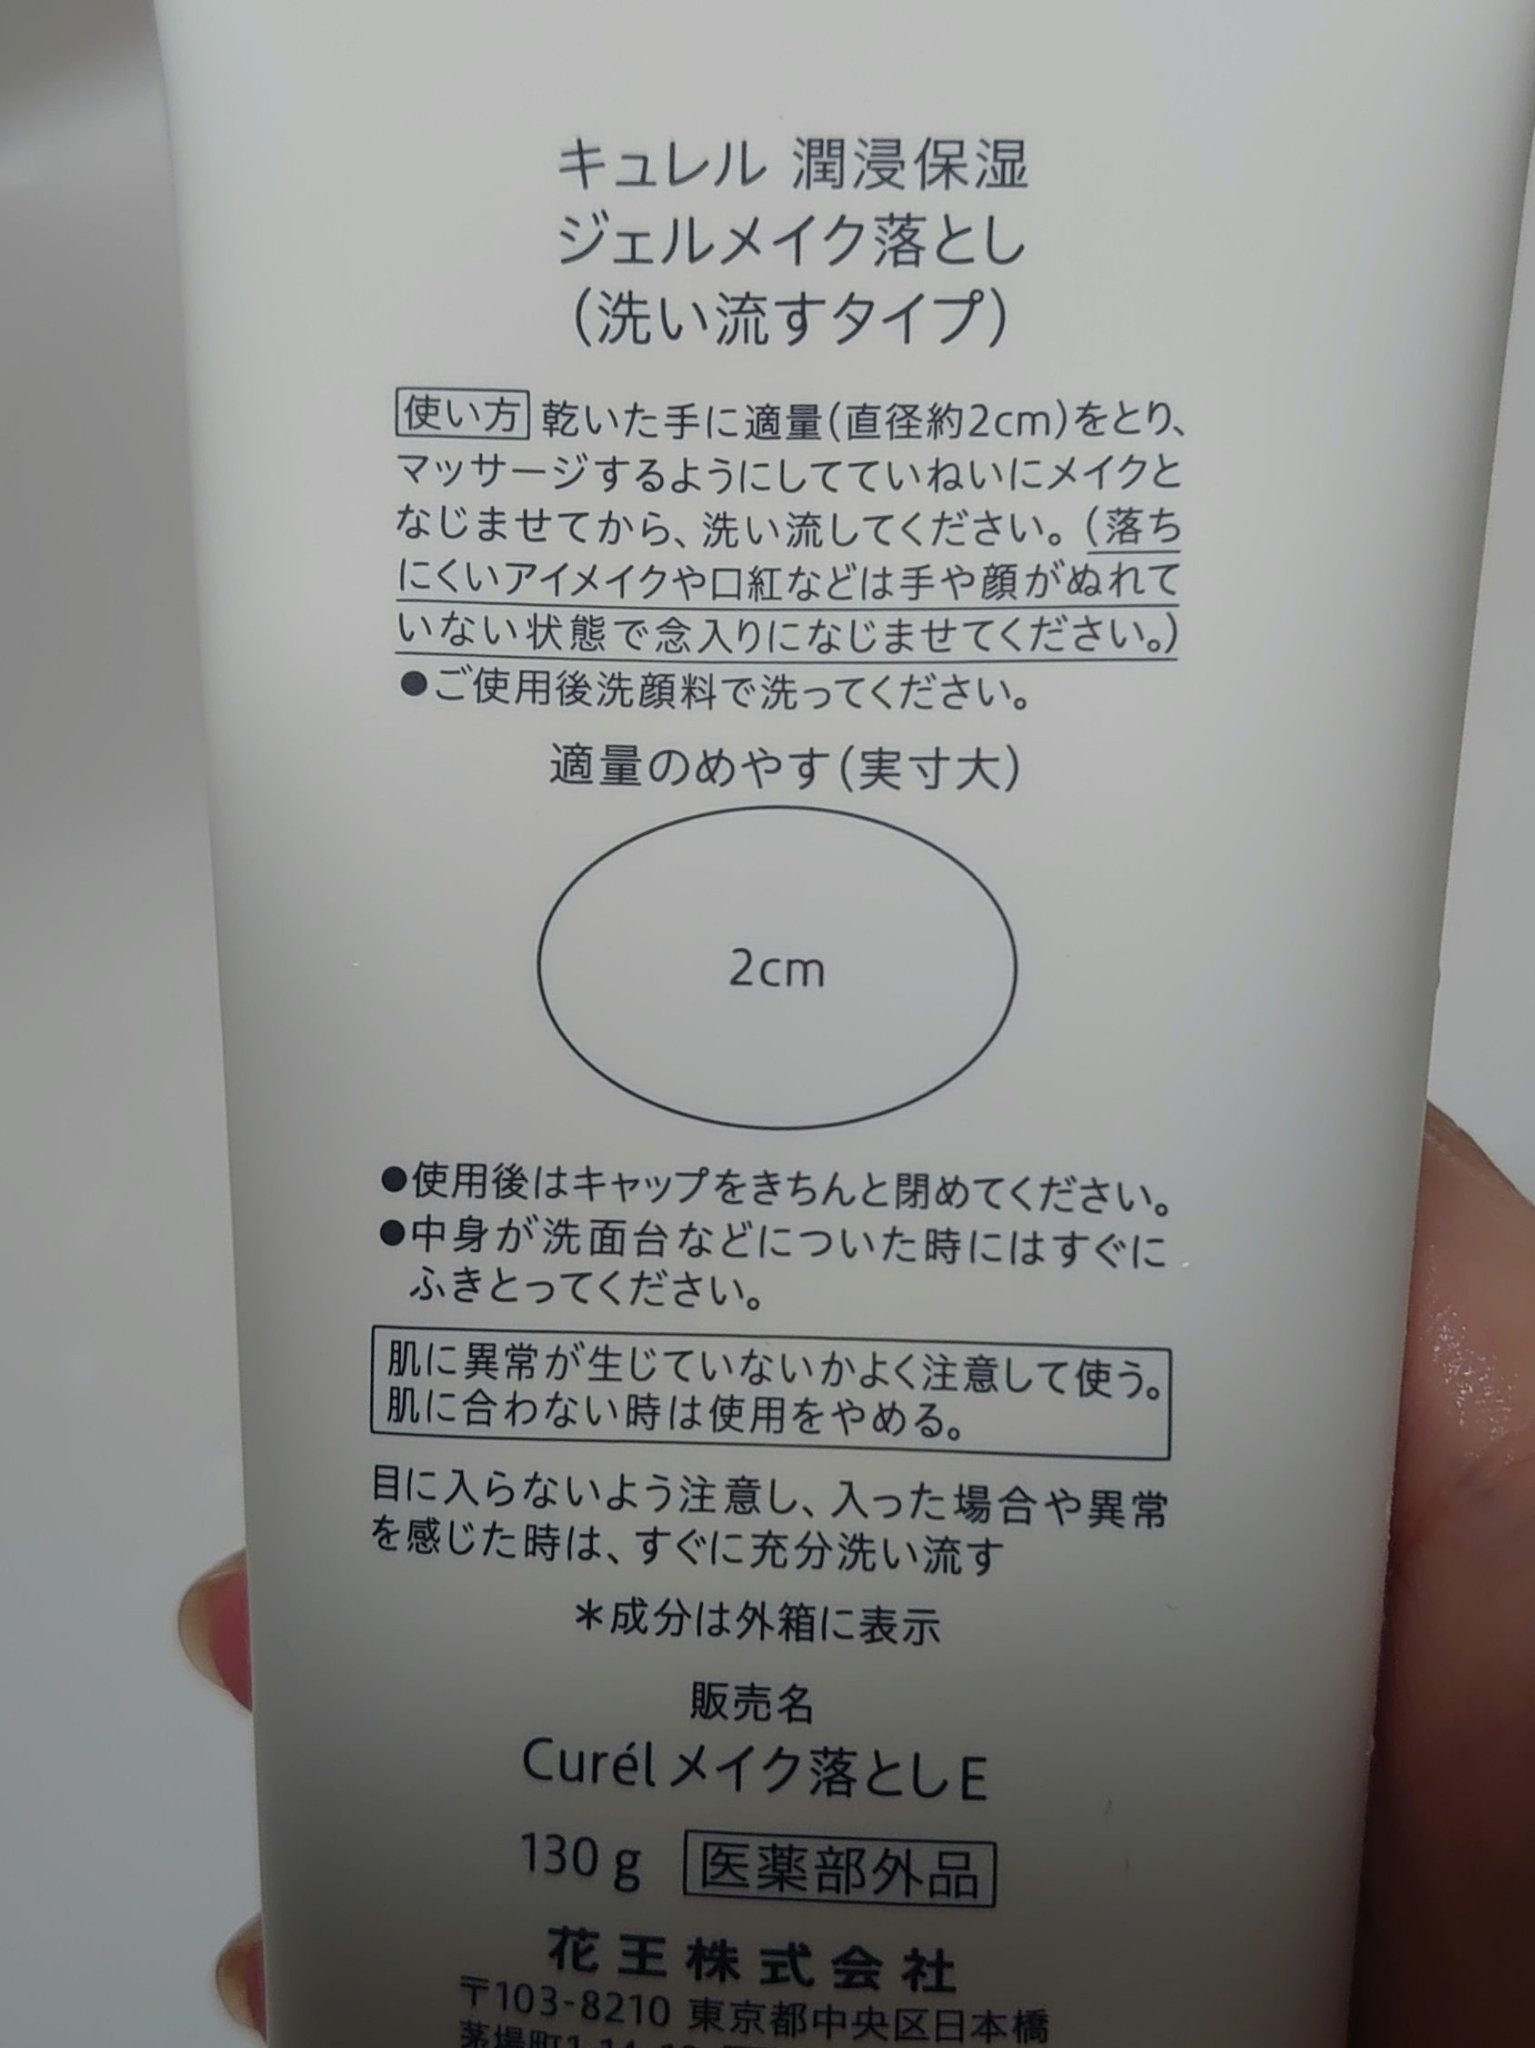 キュレル 潤浸保湿
ジェルメイク落とし
(洗い流すタイプ)
使い方 乾いた手に適量(直径約2cm)をとり、
マッサージするようにしてていねいにメイクと
なじませてから、洗い流してください。(落ち
にくいアイメイクや口紅などは手や顔がぬれて
いない状態で念入りになじませてください。)
●ご使用後洗顔料で洗ってください。
適量のめやす(実寸大)
2cm
●使用後はキャップをきちんと閉めてください。
●中身が洗面台などについた時にはすぐに
ふきとってください。
肌に異常が生じていないかよく注意して使う。
肌に合わない時は使用をやめる。
目に入らないよう注意し、入った場合や異常
を感じた時は、すぐに充分洗い流す
*成分は外箱に表示
販売名
Curél メイク落としE
130g 医薬部外品
花王株式会社
〒103-8210 東京都中央区日本橋
茅場町